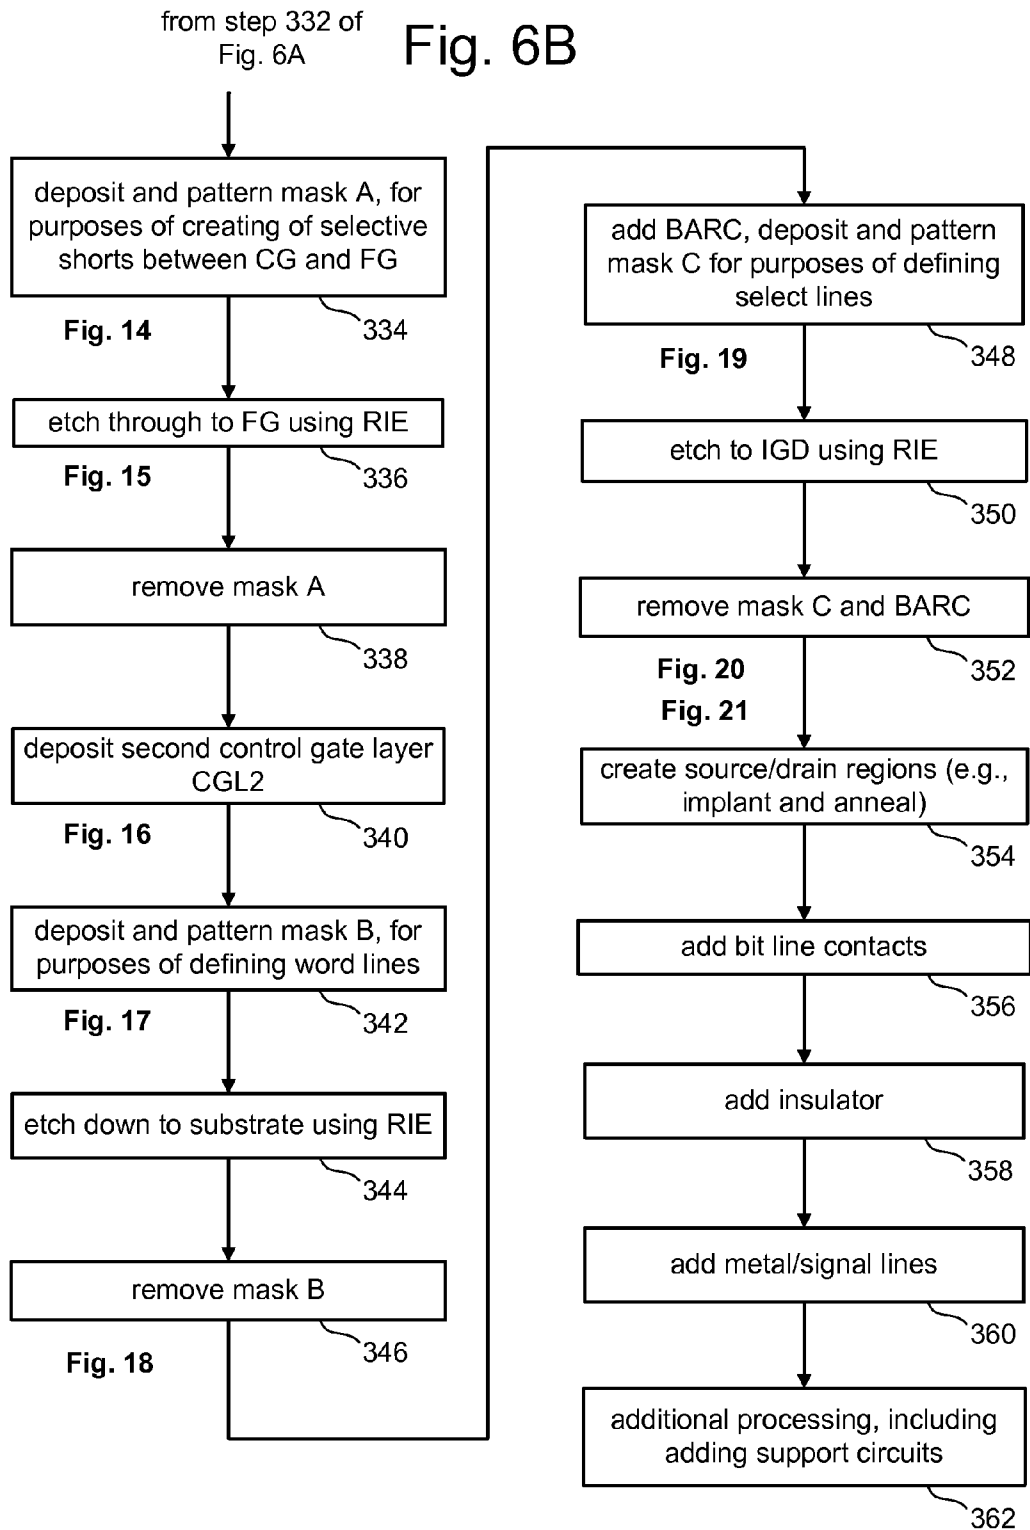 from step 332 of
Fig. 6A
Fig. 6B
deposit and pattern mask A, for
purposes of creating of selective
shorts between CG and FG
Fig. 14
334
etch through to FG using RIE
Fig. 15
336
remove mask A
338
deposit second control gate layer
CGL2
Fig. 16
340
deposit and pattern mask B, for
purposes of defining word lines
Fig. 17
342
etch down to substrate using RIE
344
remove mask B
346
Fig. 18
add BARC, deposit and pattern
mask C for purposes of defining
select lines
Fig. 19
348
etch to IGD using RIE
350
remove mask C and BARC
Fig. 20
352
Fig. 21
create source/drain regions (e.g.,
implant and anneal)
354
add bit line contacts
356
add insulator
358
add metal/signal lines
360
additional processing, including
adding support circuits
362